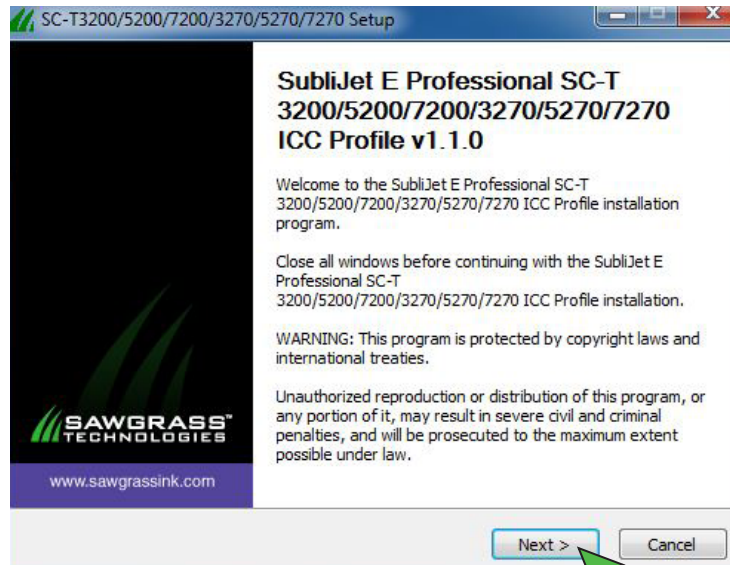 SC-T3200/5200/7200/3270/5270/7270 Setup
SubliJet E Professional SC-T
3200/5200/7200/3270/5270/7270
ICC Profile v1.1.0
Welcome to the SubliJet E Professional SC-T
3200/5200/7200/3270/5270/7270 ICC Profile installation
program.
Close all windows before continuing with the SubliJet E
Professional SC-T
3200/5200/7200/3270/5270/7270 ICC Profile installation.
WARNING: This program is protected by copyright laws and
international treaties.
Unauthorized reproduction or distribution of this program, or
any portion of it, may result in severe civil and criminal
penalties, and will be prosecuted to the maximum extent
possible under law.
SAWGRASS™
TECHNOLOGIES
www.sawgrassink.com
Next >
Cancel